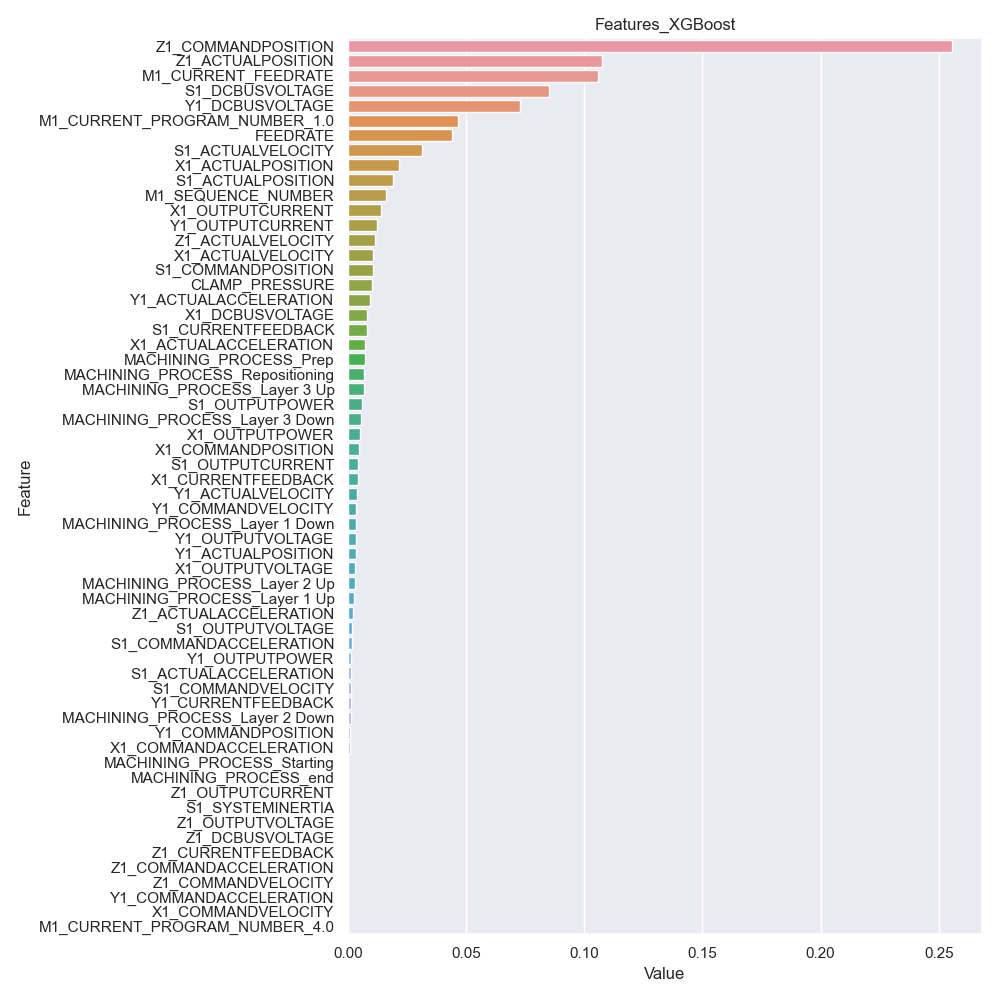 Features_XGBoost
Z1_COMMANDPOSITION
Z1_ACTUALPOSITION
M1_CURRENT_FEEDRATE
S1_DCBUSVOLTAGE
Y1_DCBUSVOLTAGE
M1_CURRENT_PROGRAM_NUMBER_1.0
FEEDRATE
S1_ACTUALVELOCITY
X1_ACTUALPOSITION
S1_ACTUALPOSITION
M1_SEQUENCE_NUMBER
X1_OUTPUTCURRENT
Y1_OUTPUTCURRENT
Z1_ACTUALVELOCITY
X1_ACTUALVELOCITY
S1_COMMANDPOSITION
CLAMP_PRESSURE
Y1_ACTUALACCELERATION
X1_DCBUSVOLTAGE
S1_CURRENTFEEDBACK
X1_ACTUALACCELERATION
MACHINING_PROCESS_Prep
MACHINING_PROCESS_Repositioning
MACHINING_PROCESS_Layer 3 Up
S1_OUTPUTPOWER
MACHINING_PROCESS_Layer 3 Down
X1_OUTPUTPOWER
X1_COMMANDPOSITION
S1_OUTPUTCURRENT
X1_CURRENTFEEDBACK
Y1_ACTUALVELOCITY
Y1_COMMANDVELOCITY
MACHINING_PROCESS_Layer 1 Down
Y1_OUTPUTVOLTAGE
Y1_ACTUALPOSITION
X1_OUTPUTVOLTAGE
MACHINING_PROCESS_Layer 2 Up
MACHINING_PROCESS_Layer 1 Up
Z1_ACTUALACCELERATION
S1_OUTPUTVOLTAGE
S1_COMMANDACCELERATION
Y1_OUTPUTPOWER
S1_ACTUALACCELERATION
S1_COMMANDVELOCITY
Y1_CURRENTFEEDBACK
MACHINING_PROCESS_Layer 2 Down
Y1_COMMANDPOSITION
X1_COMMANDACCELERATION
MACHINING_PROCESS_Starting
MACHINING_PROCESS_end
Z1_OUTPUTCURRENT
S1_SYSTEMINERTIA
Z1_OUTPUTVOLTAGE
Z1_DCBUSVOLTAGE
Z1_CURRENTFEEDBACK
Z1_COMMANDACCELERATION
Z1_COMMANDVELOCITY
Y1_COMMANDACCELERATION
X1_COMMANDVELOCITY
M1_CURRENT_PROGRAM_NUMBER_4.0
Feature
0.00 0.05 0.10 0.15 0.20 0.25
Value